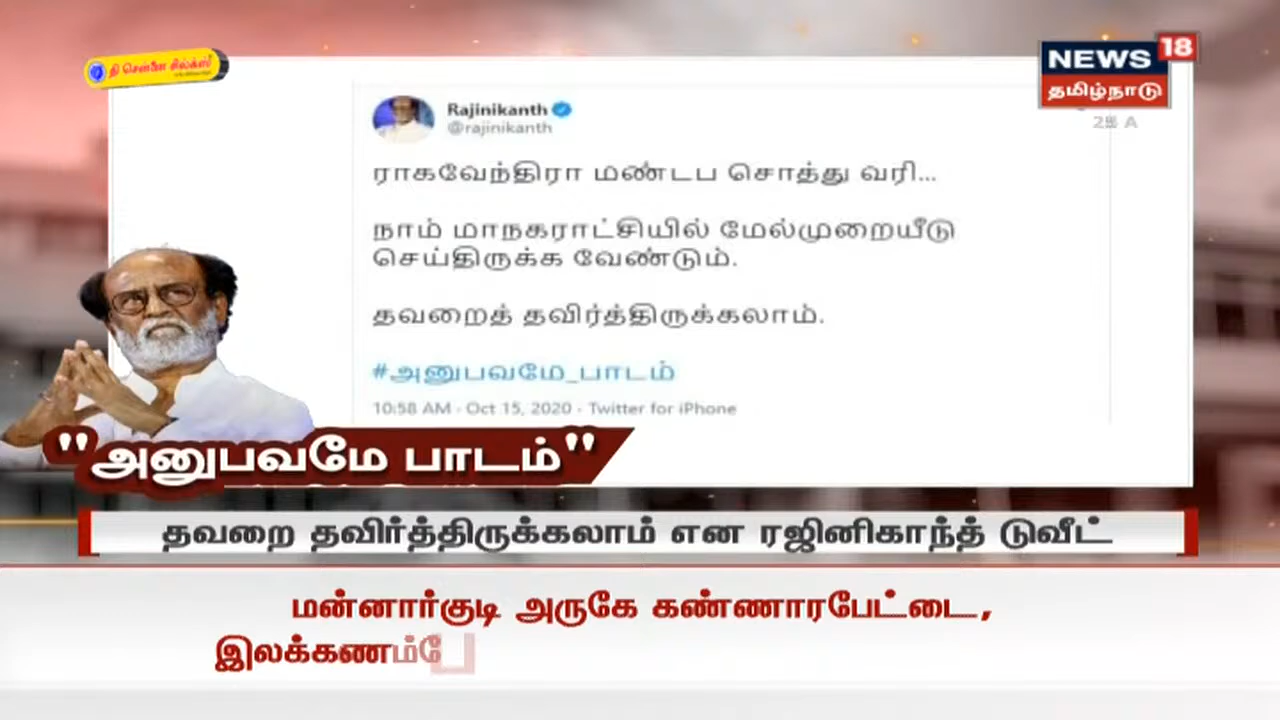 தி சென்னை சில்க்ஸ்
NEWS 18
தமிழ்நாடு
Rajinikanth
@rajinikanth
ராகவேந்திரா மண்டப சொத்து வரி...
நாம் மாநகராட்சியில் மேல்முறையீடு
செய்திருக்க வேண்டும்.
தவறைத் தவிர்த்திருக்கலாம்.
#அனுபவமே_பாடம்
10:58 AM · Oct 15, 2020 · Twitter for iPhone
"அனுபவமே பாடம்"
தவறை தவிர்த்திருக்கலாம் என ரஜினிகாந்த் டுவீட்
மன்னார்குடி அருகே கண்ணாரபேட்டை,